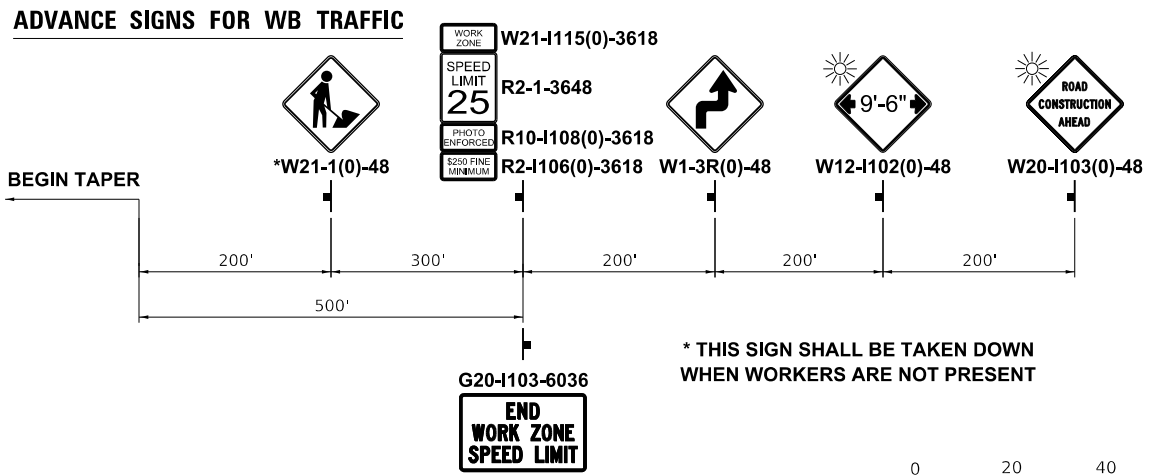 ADVANCE SIGNS FOR WB TRAFFIC
WORK
ZONE
W21-I115(0)-3618
SPEED
LIMIT
25
R2-1-3648
PHOTO
ENFORCED
R10-I108(0)-3618
$250 FINE
MINIMUM
R2-I106(0)-3618
*W21-1(0)-48
W1-3R(0)-48
9'-6"
W12-I102(0)-48
ROAD
CONSTRUCTION
AHEAD
W20-I103(0)-48
BEGIN TAPER
200'
300'
200'
200'
200'
500'
* THIS SIGN SHALL BE TAKEN DOWN
WHEN WORKERS ARE NOT PRESENT
G20-I103-6036
END
WORK ZONE
SPEED LIMIT
0 20 40